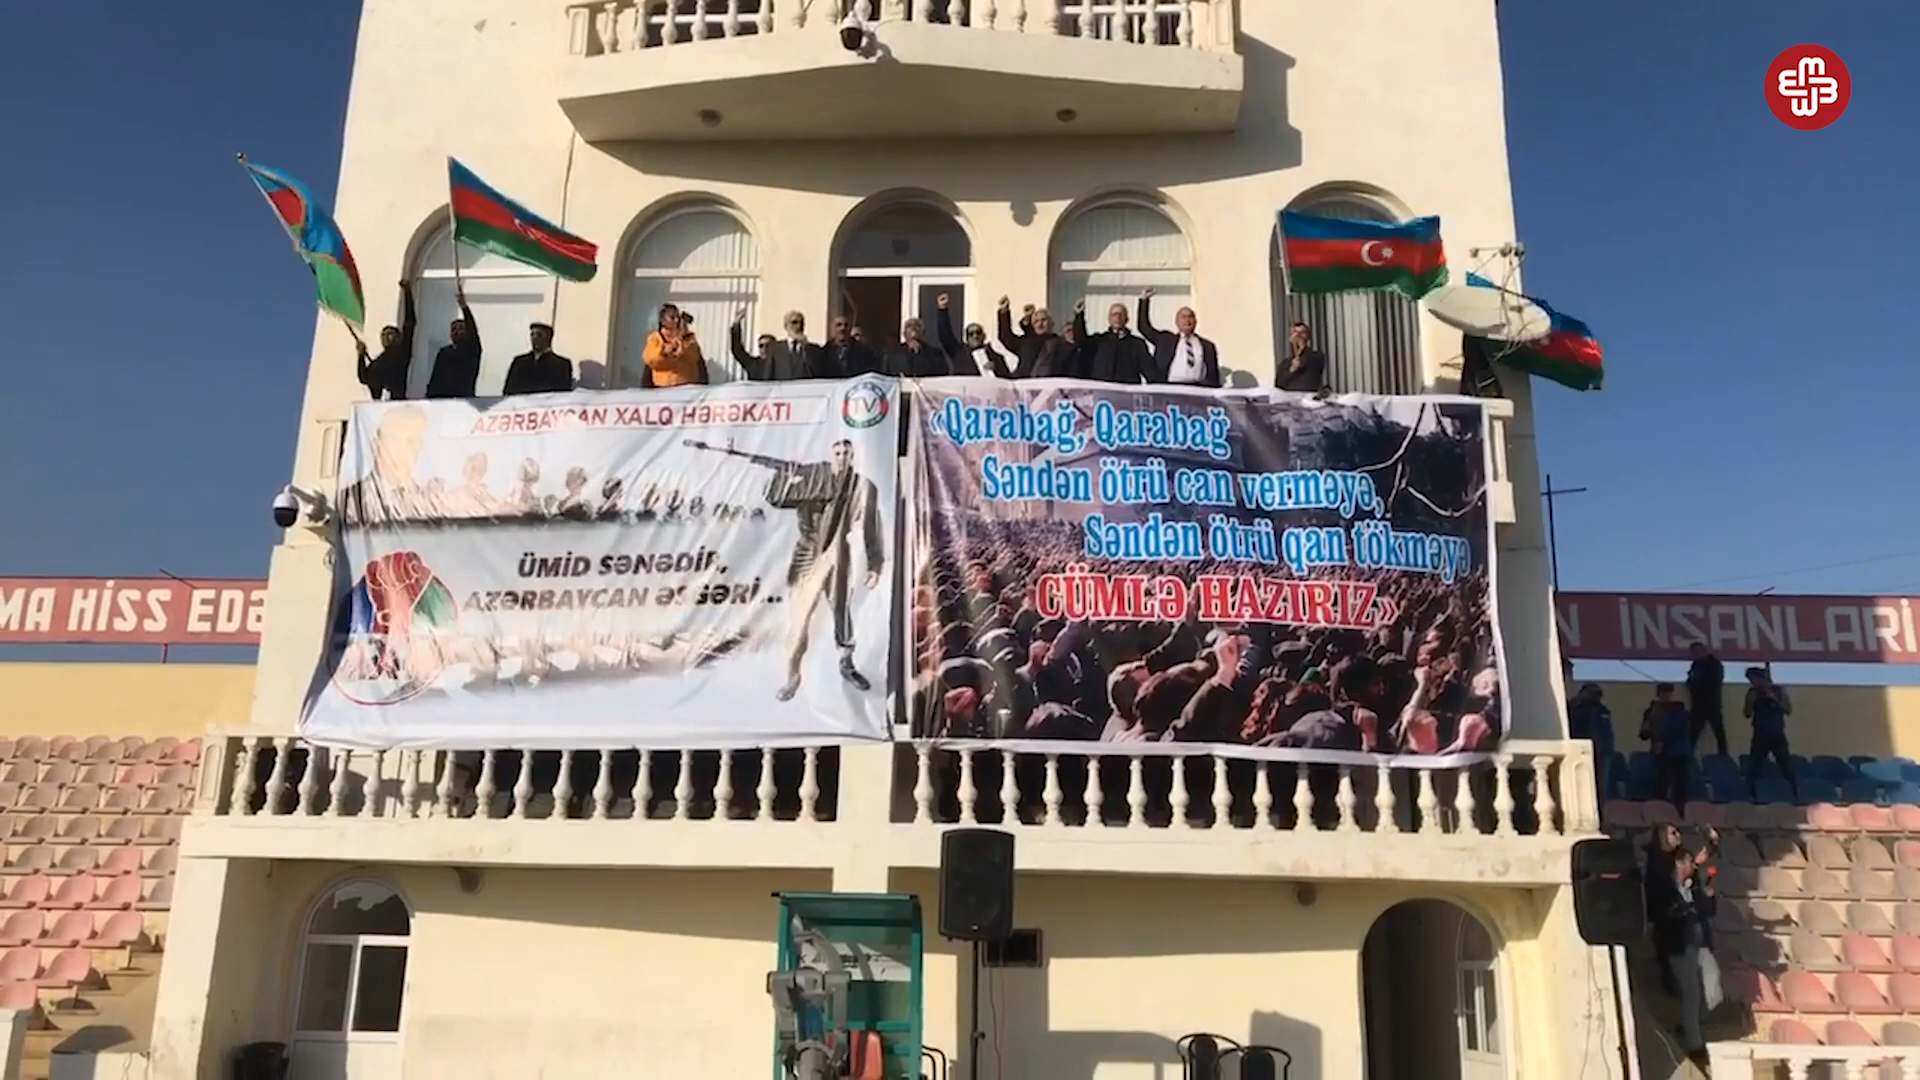 AZƏRBAYCAN XALQ HƏRƏKATI
TV
ÜMİD SƏNƏDİR,
AZƏRBAYCAN ƏSGƏRİ...
«Qarabağ, Qarabağ
Səndən ötrü can verməyə,
Səndən ötrü qan tökməyə
CÜMLƏ HAZIRIZ»
MA HİSS EDƏ
N İNSANLARI